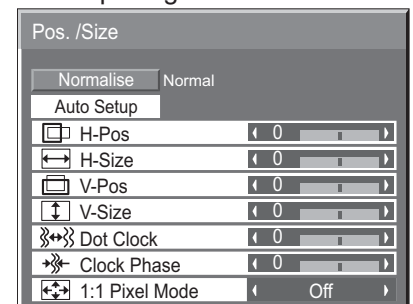 Pos. /Size
Normalise Normal
Auto Setup
H-Pos 0
H-Size 0
V-Pos 0
V-Size 0
Dot Clock 0
Clock Phase 0
1:1 Pixel Mode Off